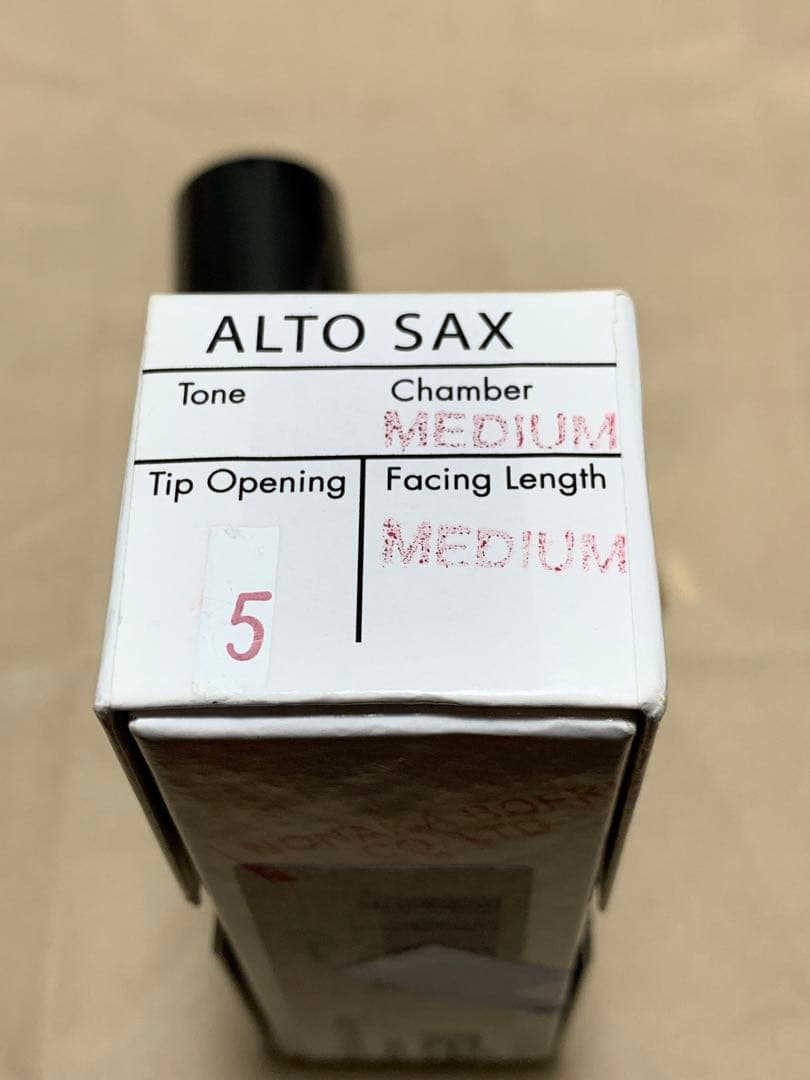 ALTO SAX
Tone
Chamber
MEDIUM
Tip Opening
Facing Length
5
MEDIUM